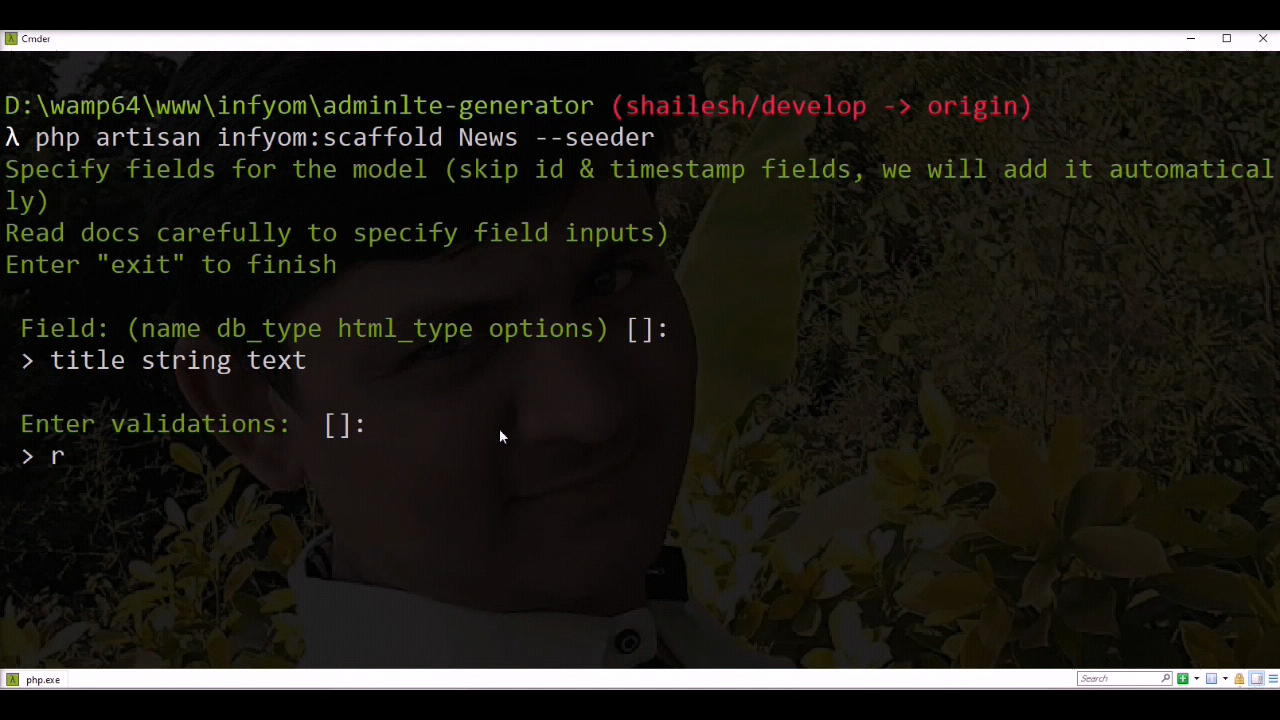 Cmder
D:\wamp64\www\infyom\adminlte-generator (shailesh/develop -> origin)
λ php artisan infyom:scaffold News --seeder
Specify fields for the model (skip id & timestamp fields, we will add it automatical
ly)
Read docs carefully to specify field inputs)
Enter "exit" to finish
Field: (name db_type html_type options) []:
> title string text
Enter validations:  []:
> r
php.exe
Search